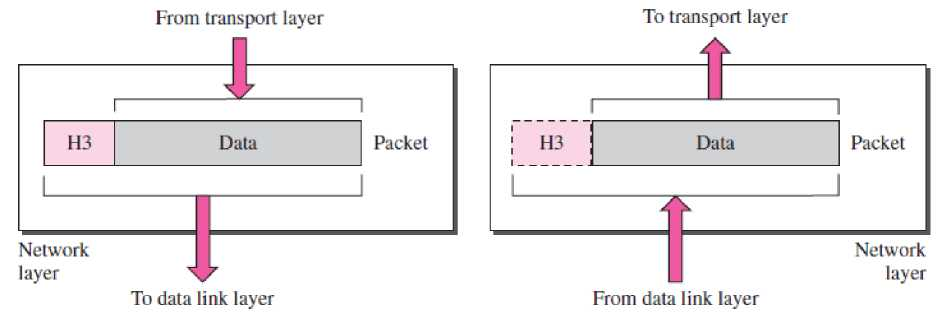 From transport layer
To transport layer
H3
Data
Packet
H3
Data
Packet
Network
layer
Network
layer
To data link layer
From data link layer